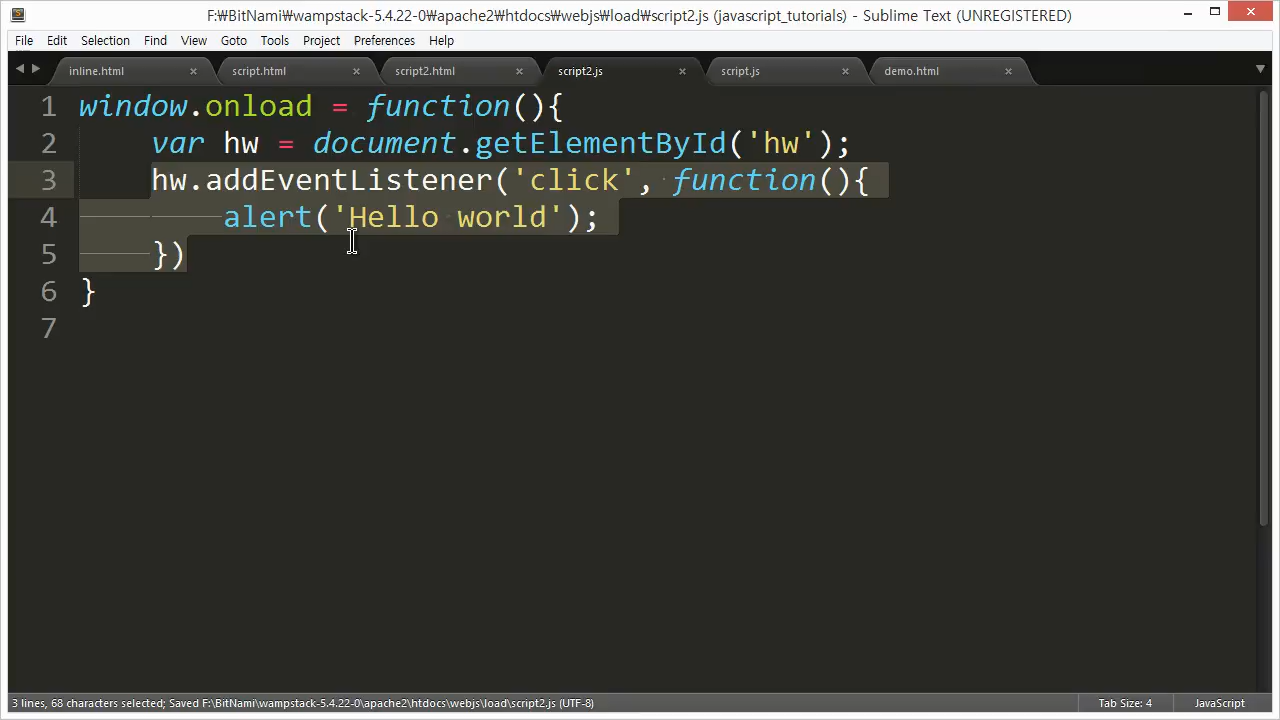 F:₩BitNami₩wampstack-5.4.22-0₩apache2₩htdocs₩webjs₩load₩script2.js (javascript_tutorials) - Sublime Text (UNREGISTERED)
File Edit Selection Find View Goto Tools Project Preferences Help
inline.html script.html script2.html script2.js script.js demo.html
1 window.onload = function(){
2 var hw = document.getElementById('hw');
3 hw.addEventListener('click', function(){
4 alert('Hello world');
5 })
6 }
7
3 lines, 68 characters selected; Saved F:\BitNami\wampstack-5.4.22-0\apache2\htdocs\webjs\load\script2.js (UTF-8) Tab Size: 4 JavaScript